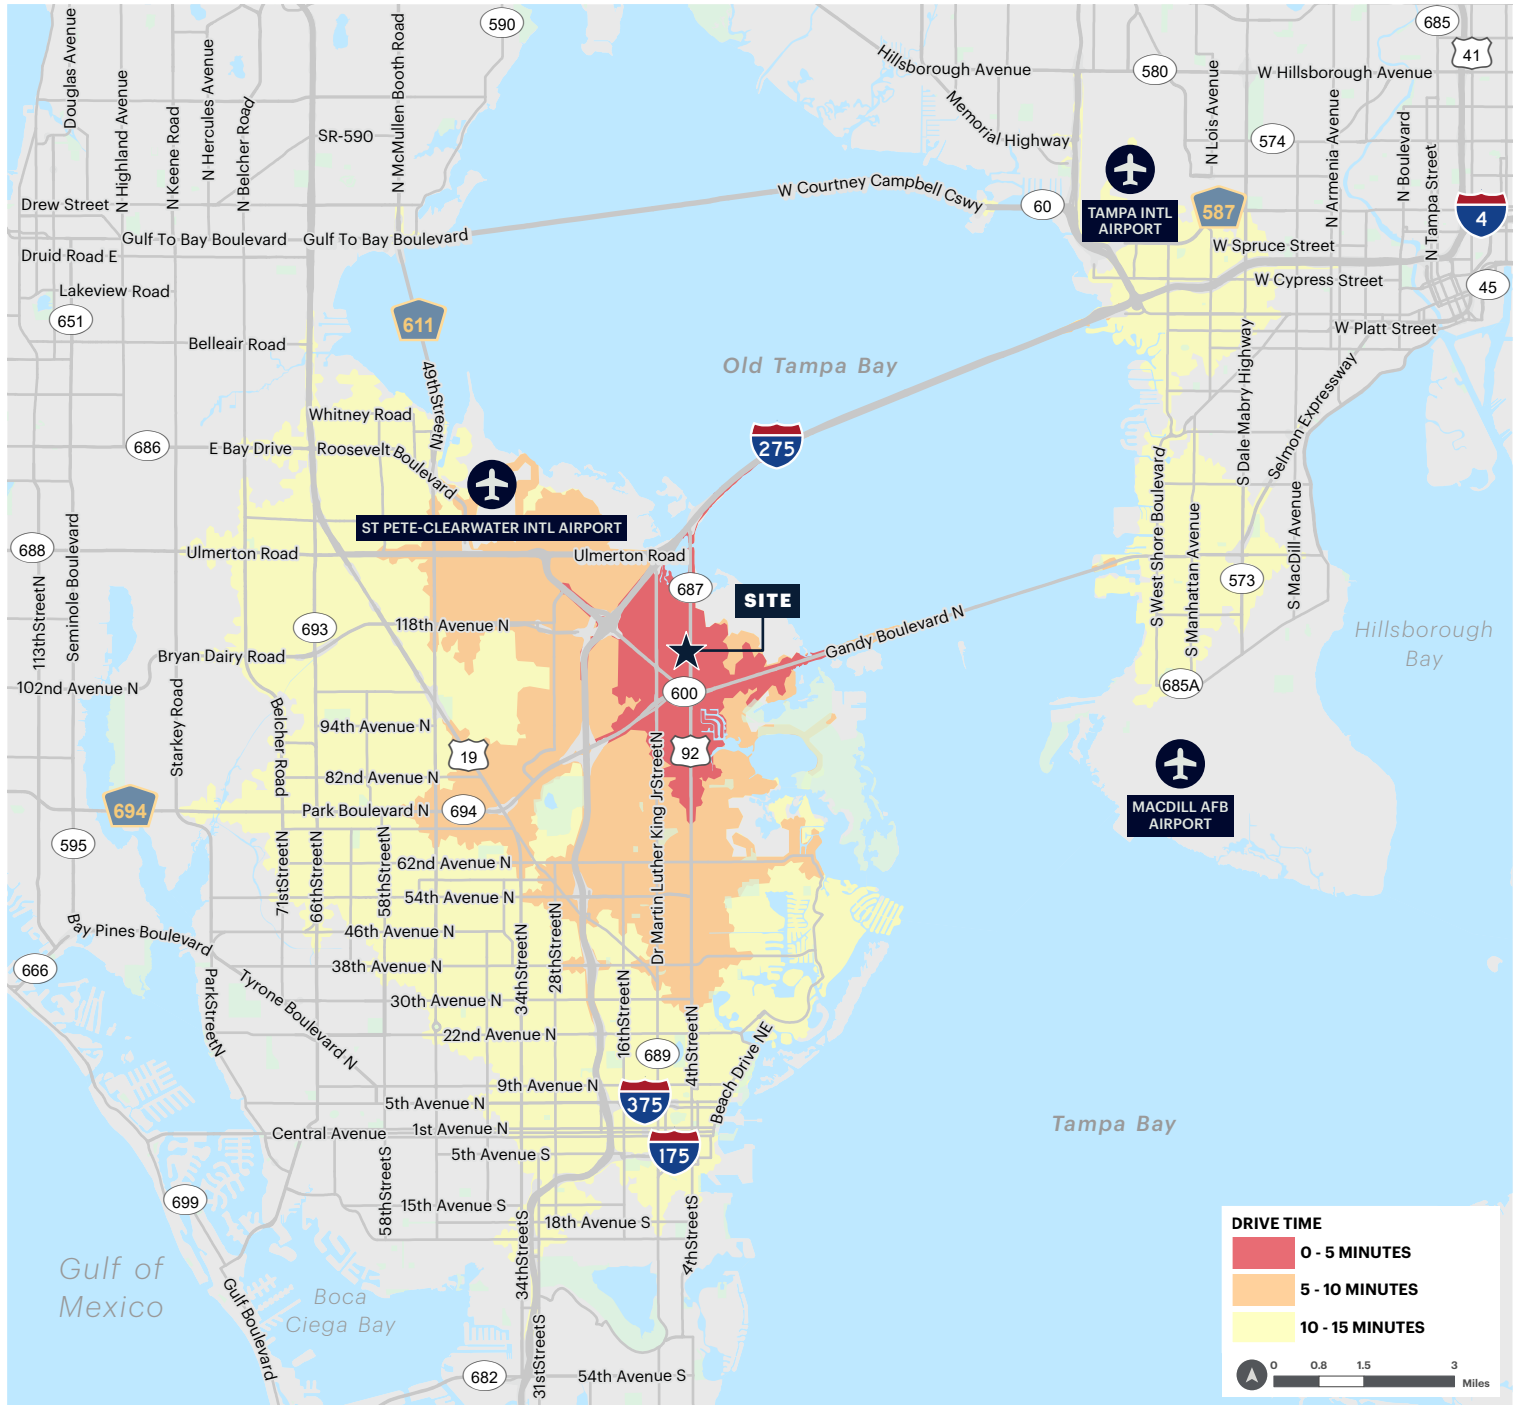 590
685
41
Douglas Avenue
N Highland Avenue
N Keene Road
N Hercules Avenue
N Belcher Road
SR-590
N McMullen Booth Road
Hillsborough Avenue
580
W Hillsborough Avenue
Memorial Highway
N Lois Avenue
574
N Armenia Avenue
N Boulevard
N Tampa Street
W Courtney Campbell Cswy
60
TAMPA INTL
AIRPORT
587
4
Drew Street
Gulf To Bay Boulevard
Gulf To Bay Boulevard
Druid Road E
W Spruce Street
W Cypress Street
45
Lakeview Road
651
611
Belleair Road
W Platt Street
Old Tampa Bay
49thStreetN
S Dale Mabry Highway
Selmon Expressway
Whitney Road
686
E Bay Drive
Roosevelt Boulevard
275
ST PETE-CLEARWATER INTL AIRPORT
688
Ulmerton Road
Ulmerton Road
113thStreetN
Seminole Boulevard
S West Shore Boulevard
S Manhattan Avenue
S MacDill Avenue
573
687
SITE
693
118th Avenue N
Gandy Boulevard N
Hillsborough
Bay
Bryan Dairy Road
102nd Avenue N
685A
600
Starkey Road
Belcher Road
94th Avenue N
19
92
82nd Avenue N
MACDILL AFB
AIRPORT
694
Park Boulevard N
694
Dr Martin Luther King JrStreetN
595
71stStreetN
66thStreetN
58thStreetN
62nd Avenue N
54th Avenue N
Bay Pines Boulevard
46th Avenue N
34thStreetN
28thStreetN
666
38th Avenue N
ParkStreetN
Tyrone Boulevard N
30th Avenue N
16thStreetN
22nd Avenue N
689
4thStreetN
Beach Drive NE
9th Avenue N
375
5th Avenue N
Central Avenue
1st Avenue N
175
5th Avenue S
58thStreetS
Tampa Bay
699
15th Avenue S
18th Avenue S
34thStreetS
4thStreetS
Gulf of
Mexico
Boca
Ciega Bay
Gulf Boulevard
31stStreetS
682
54th Avenue S
DRIVE TIME
0 - 5 MINUTES
5 - 10 MINUTES
10 - 15 MINUTES
0 0.8 1.5 3
Miles